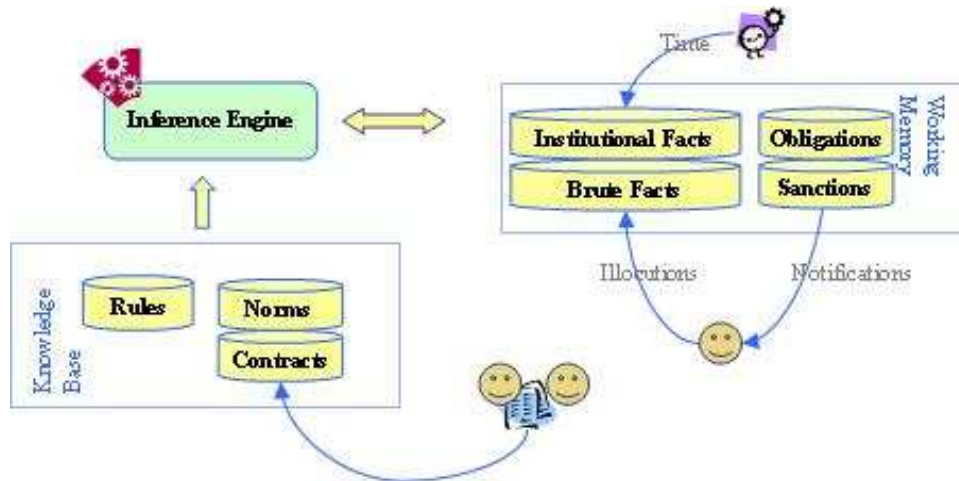 Time
Inference Engine
Institutional Facts
Obligations
Brute Facts
Sanctions
Working
Memory
Illocutions
Notifications
Rules
Norms
Contracts
Knowledge
Base